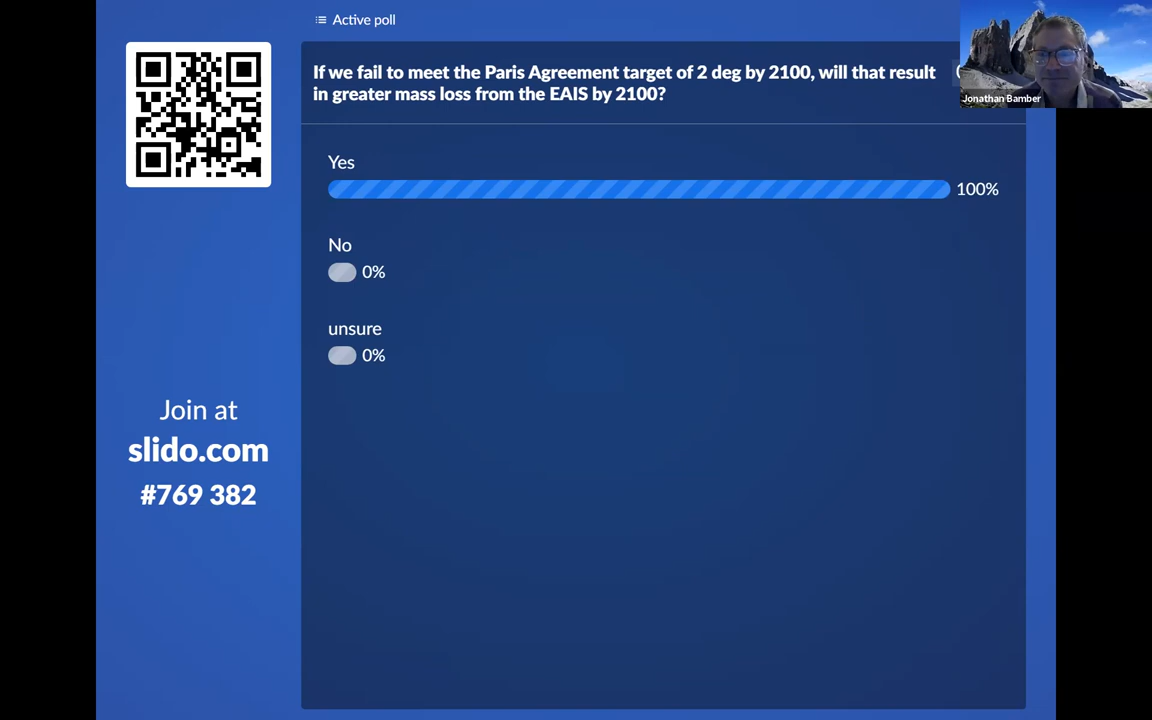 Active poll
If we fail to meet the Paris Agreement target of 2 deg by 2100, will that result
in greater mass loss from the EAIS by 2100?
Jonathan Bamber
Yes
100%
No
0%
unsure
0%
Join at
slido.com
#769 382